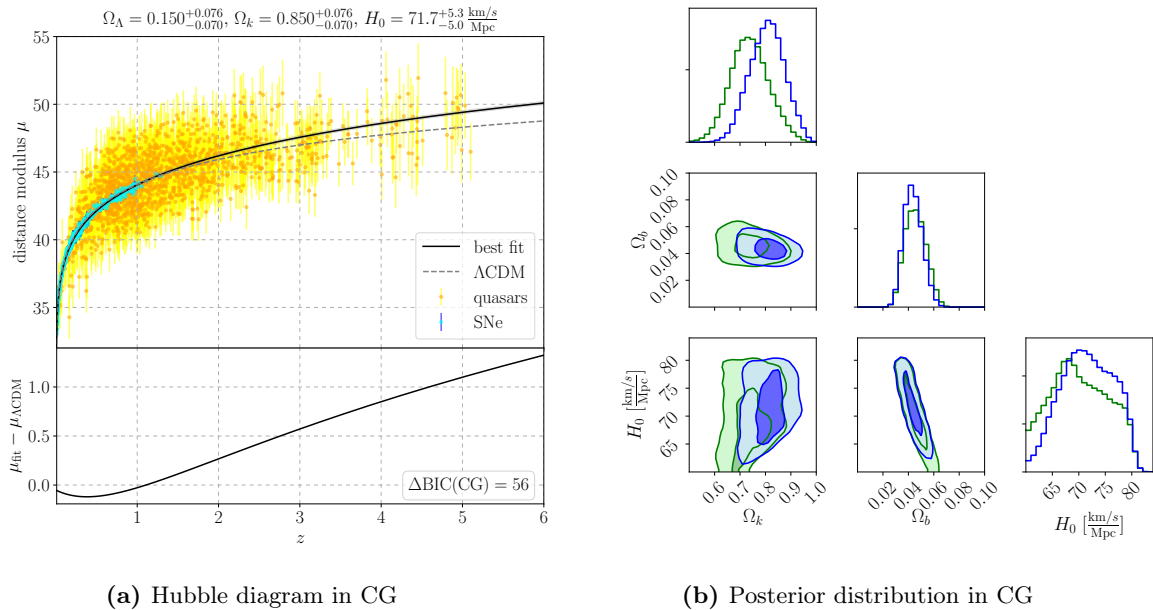 Ω_Λ = 0.150^{+0.076}_{−0.070}, Ω_k = 0.850^{+0.076}_{−0.070}, H_0 = 71.7^{+5.3}_{−5.0} km/s/Mpc
55
50
45
40
35
distance modulus μ
best fit
ΛCDM
quasars
SNe
1.0
0.5
0.0
μ_fit − μ_ΛCDM
ΔBIC(CG) = 56
1 2 3 4 5 6
z
(a) Hubble diagram in CG
0.10
0.08
0.06
0.04
0.02
Ω_b
80
75
70
65
H_0 [km/s/Mpc]
0.6 0.7 0.8 0.9 1.0
Ω_k
0.02 0.04 0.06 0.08 0.10
Ω_b
65 70 75 80
H_0 [km/s/Mpc]
(b) Posterior distribution in CG